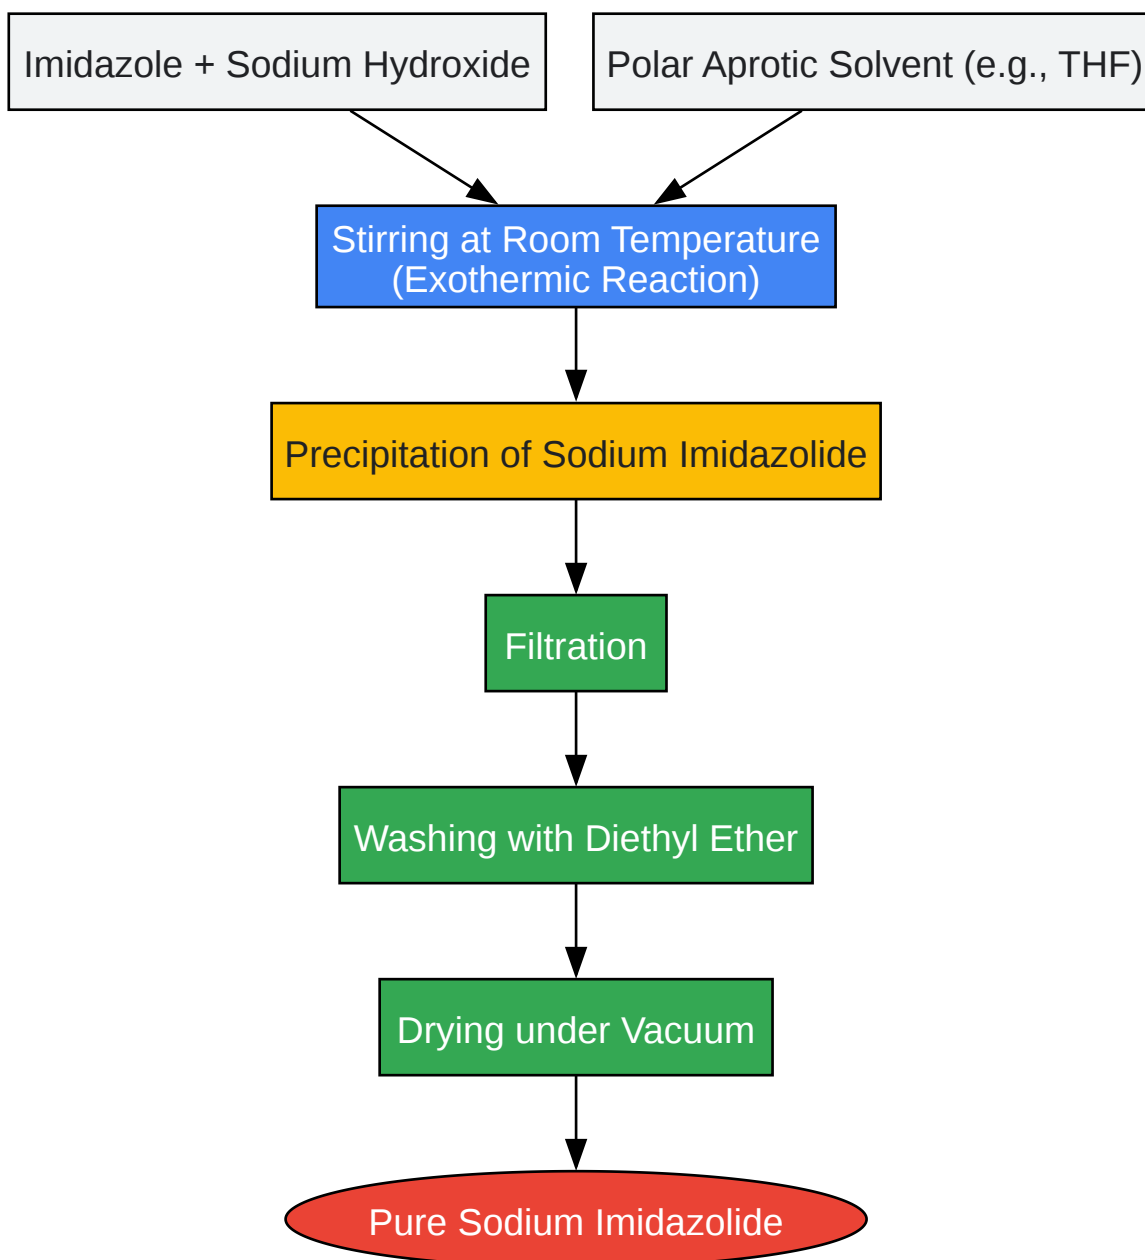 Imidazole + Sodium Hydroxide
Polar Aprotic Solvent (e.g., THF)
Stirring at Room Temperature
(Exothermic Reaction)
Precipitation of Sodium Imidazolide
Filtration
Washing with Diethyl Ether
Drying under Vacuum
Pure Sodium Imidazolide